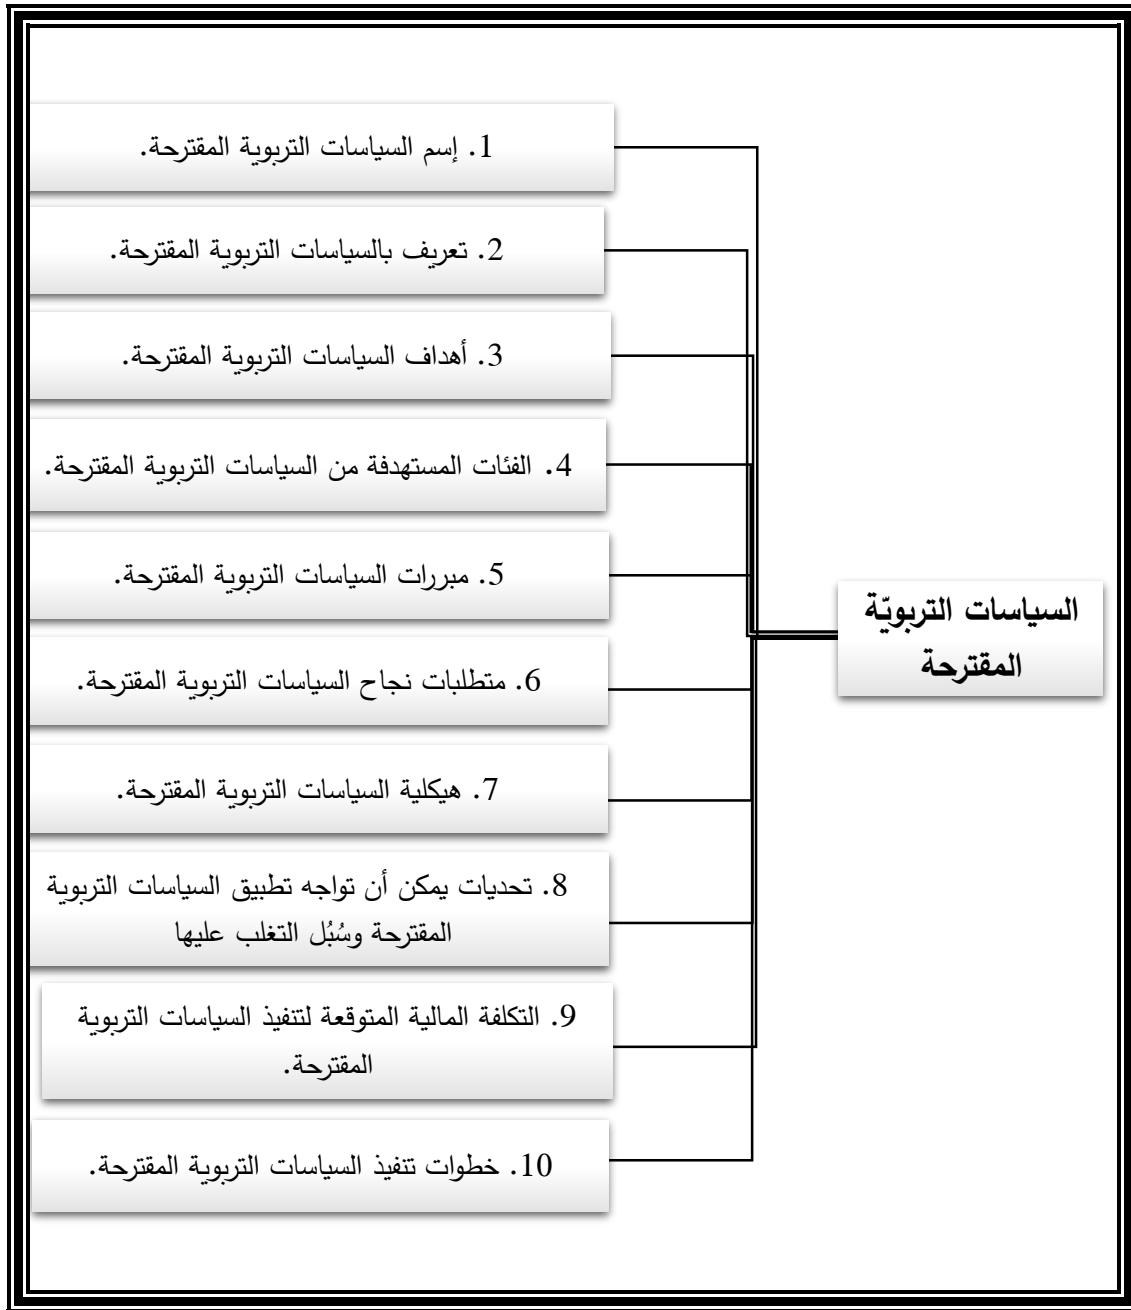 السياسات التربويّة
المقترحة
1. إسم السياسات التربوية المقترحة.
2. تعريف بالسياسات التربوية المقترحة.
3. أهداف السياسات التربوية المقترحة.
4. الفئات المستهدفة من السياسات التربوية المقترحة.
5. مبررات السياسات التربوية المقترحة.
6. متطلبات نجاح السياسات التربوية المقترحة.
7. هيكلية السياسات التربوية المقترحة.
8. تحديات يمكن أن تواجه تطبيق السياسات التربوية
المقترحة وسُبُل التغلب عليها
9. التكلفة المالية المتوقعة لتنفيذ السياسات التربوية
المقترحة.
10. خطوات تنفيذ السياسات التربوية المقترحة.